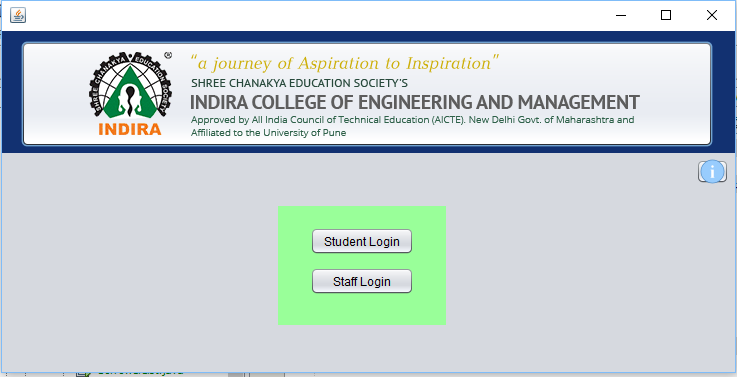 "a journey of Aspiration to Inspiration"
SHREE CHANAKYA EDUCATION SOCIETY'S
INDIRA COLLEGE OF ENGINEERING AND MANAGEMENT
Approved by All India Council of Technical Education (AICTE). New Delhi Govt. of Maharashtra and
Affiliated to the University of Pune
SHREE CHANAKYA EDUCATION SOCIETY
®
INDIRA
i
Student Login
Staff Login